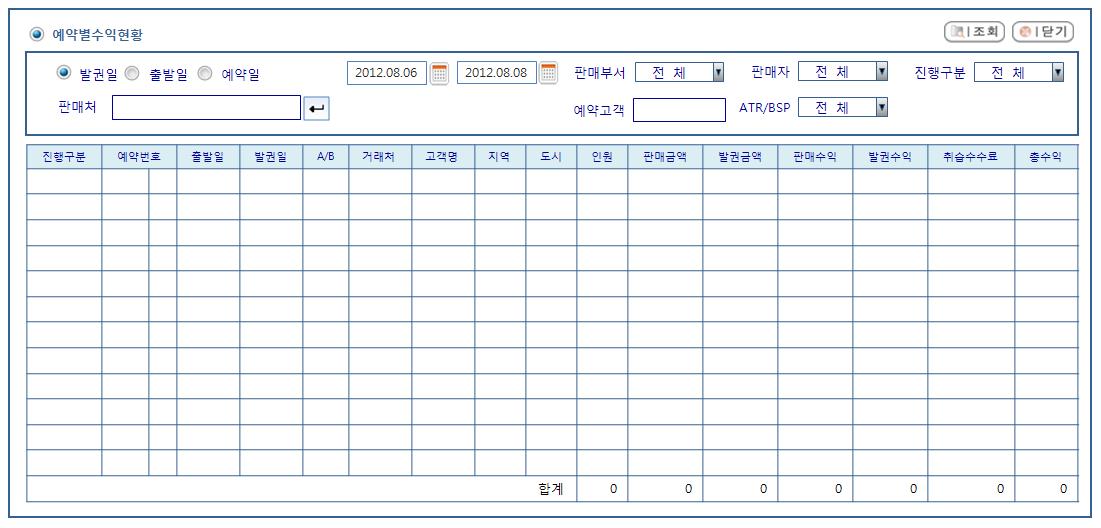 예약별수익현황 조회 닫기
발권일 출발일 예약일 2012.08.06 2012.08.08 판매부서 전 체 판매자 전 체 진행구분 전 체
판매처 예약고객 ATR/BSP 전 체
진행구분 예약번호 출발일 발권일 A/B 거래처 고객명 지역 도시 인원 판매금액 발권금액 판매수익 발권수익 취습수수료 총수익
합계 0 0 0 0 0 0 0